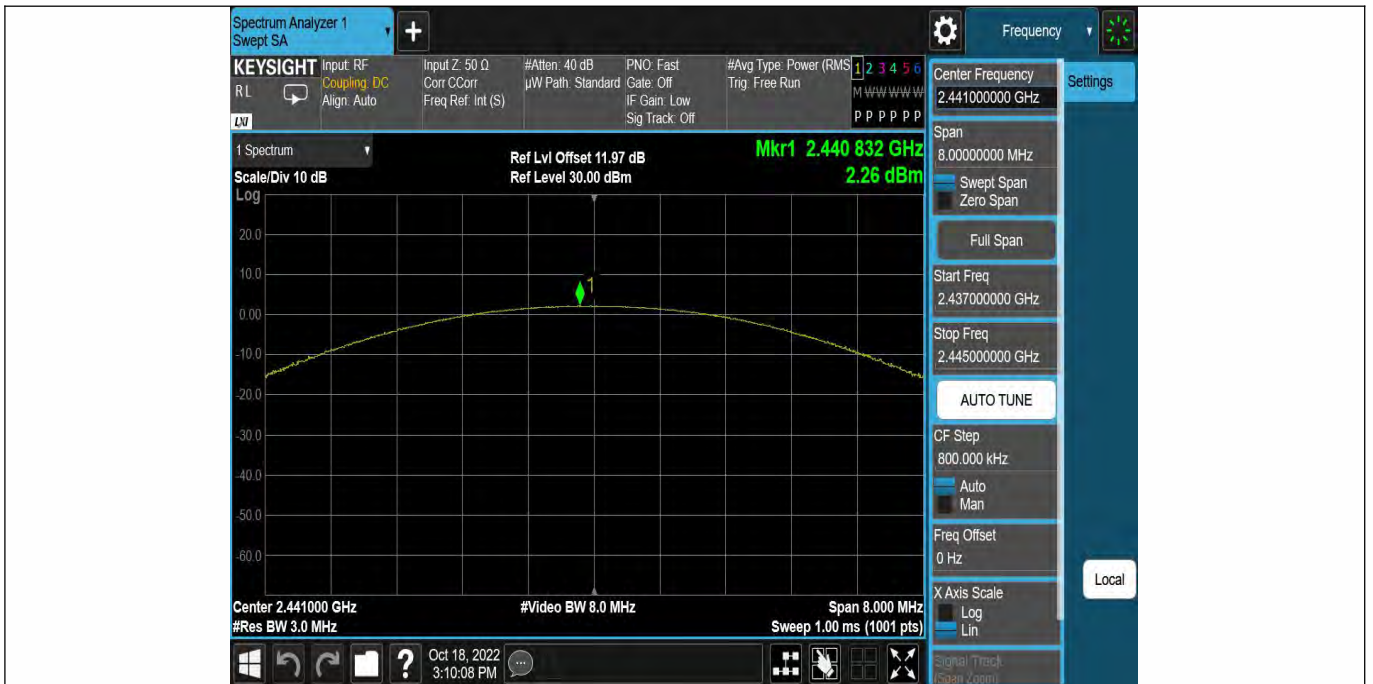 Spectrum Analyzer 1
Swept SA
+
Frequency
KEYSIGHT
RL
LXI
Input: RF
Coupling: DC
Align: Auto
Input Z: 50 Ω
Corr CCorr
Freq Ref: Int (S)
#Atten: 40 dB
µW Path: Standard
PNO: Fast
Gate: Off
IF Gain: Low
Sig Track: Off
#Avg Type: Power (RMS
Trig: Free Run
1 2 3 4 5 6
M W W W W W
P P P P P P
1 Spectrum
Scale/Div 10 dB
Log
Ref Lvl Offset 11.97 dB
Ref Level 30.00 dBm
Mkr1 2.440 832 GHz
2.26 dBm
20.0
10.0
0.00
-10.0
-20.0
-30.0
-40.0
-50.0
-60.0
1
Center 2.441000 GHz
#Res BW 3.0 MHz
#Video BW 8.0 MHz
Span 8.000 MHz
Sweep 1.00 ms (1001 pts)
Center Frequency
2.441000000 GHz
Settings
Span
8.00000000 MHz
Swept Span
Zero Span
Full Span
Start Freq
2.437000000 GHz
Stop Freq
2.445000000 GHz
AUTO TUNE
CF Step
800.000 kHz
Auto
Man
Freq Offset
0 Hz
X Axis Scale
Log
Lin
Signal Track
(Span Zoom)
Local
?
Oct 18, 2022
3:10:08 PM